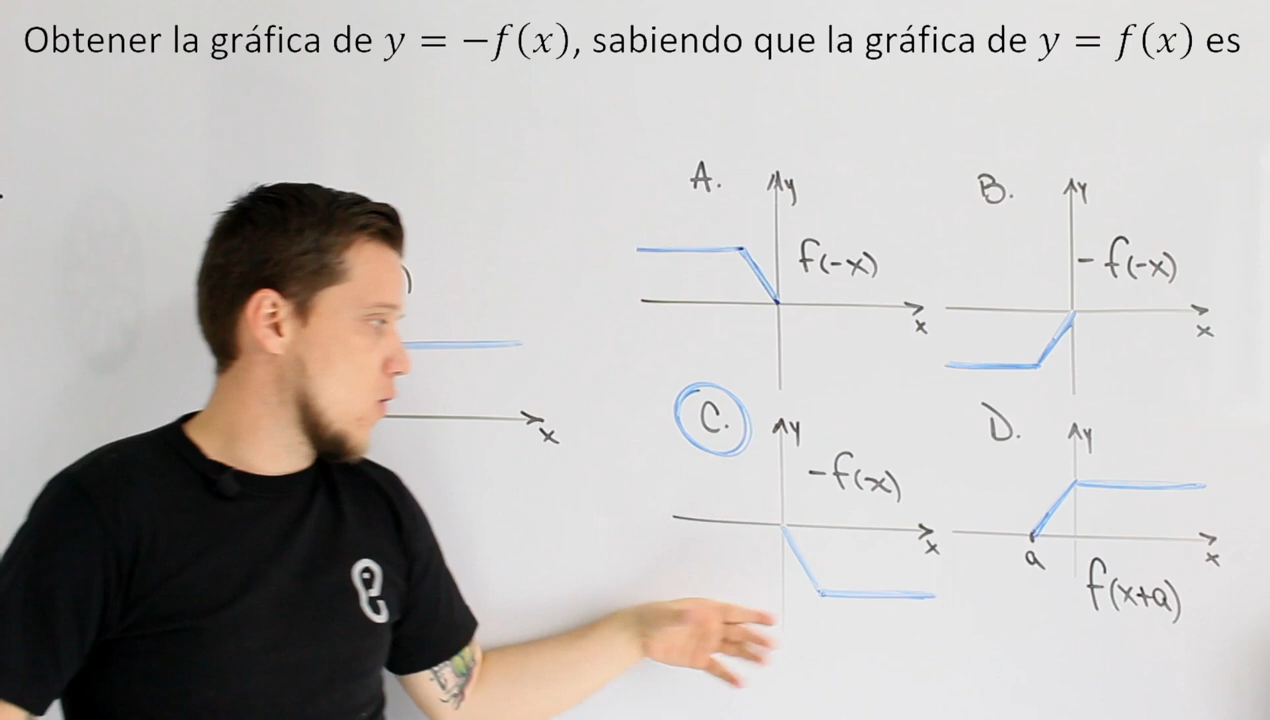 Obtener la gráfica de y = −f(x), sabiendo que la gráfica de y = f(x) es
)
x
A.
y
f(-x)
x
B.
y
-f(-x)
x
C.
y
-f(x)
x
D.
y
a
x
f(x+a)